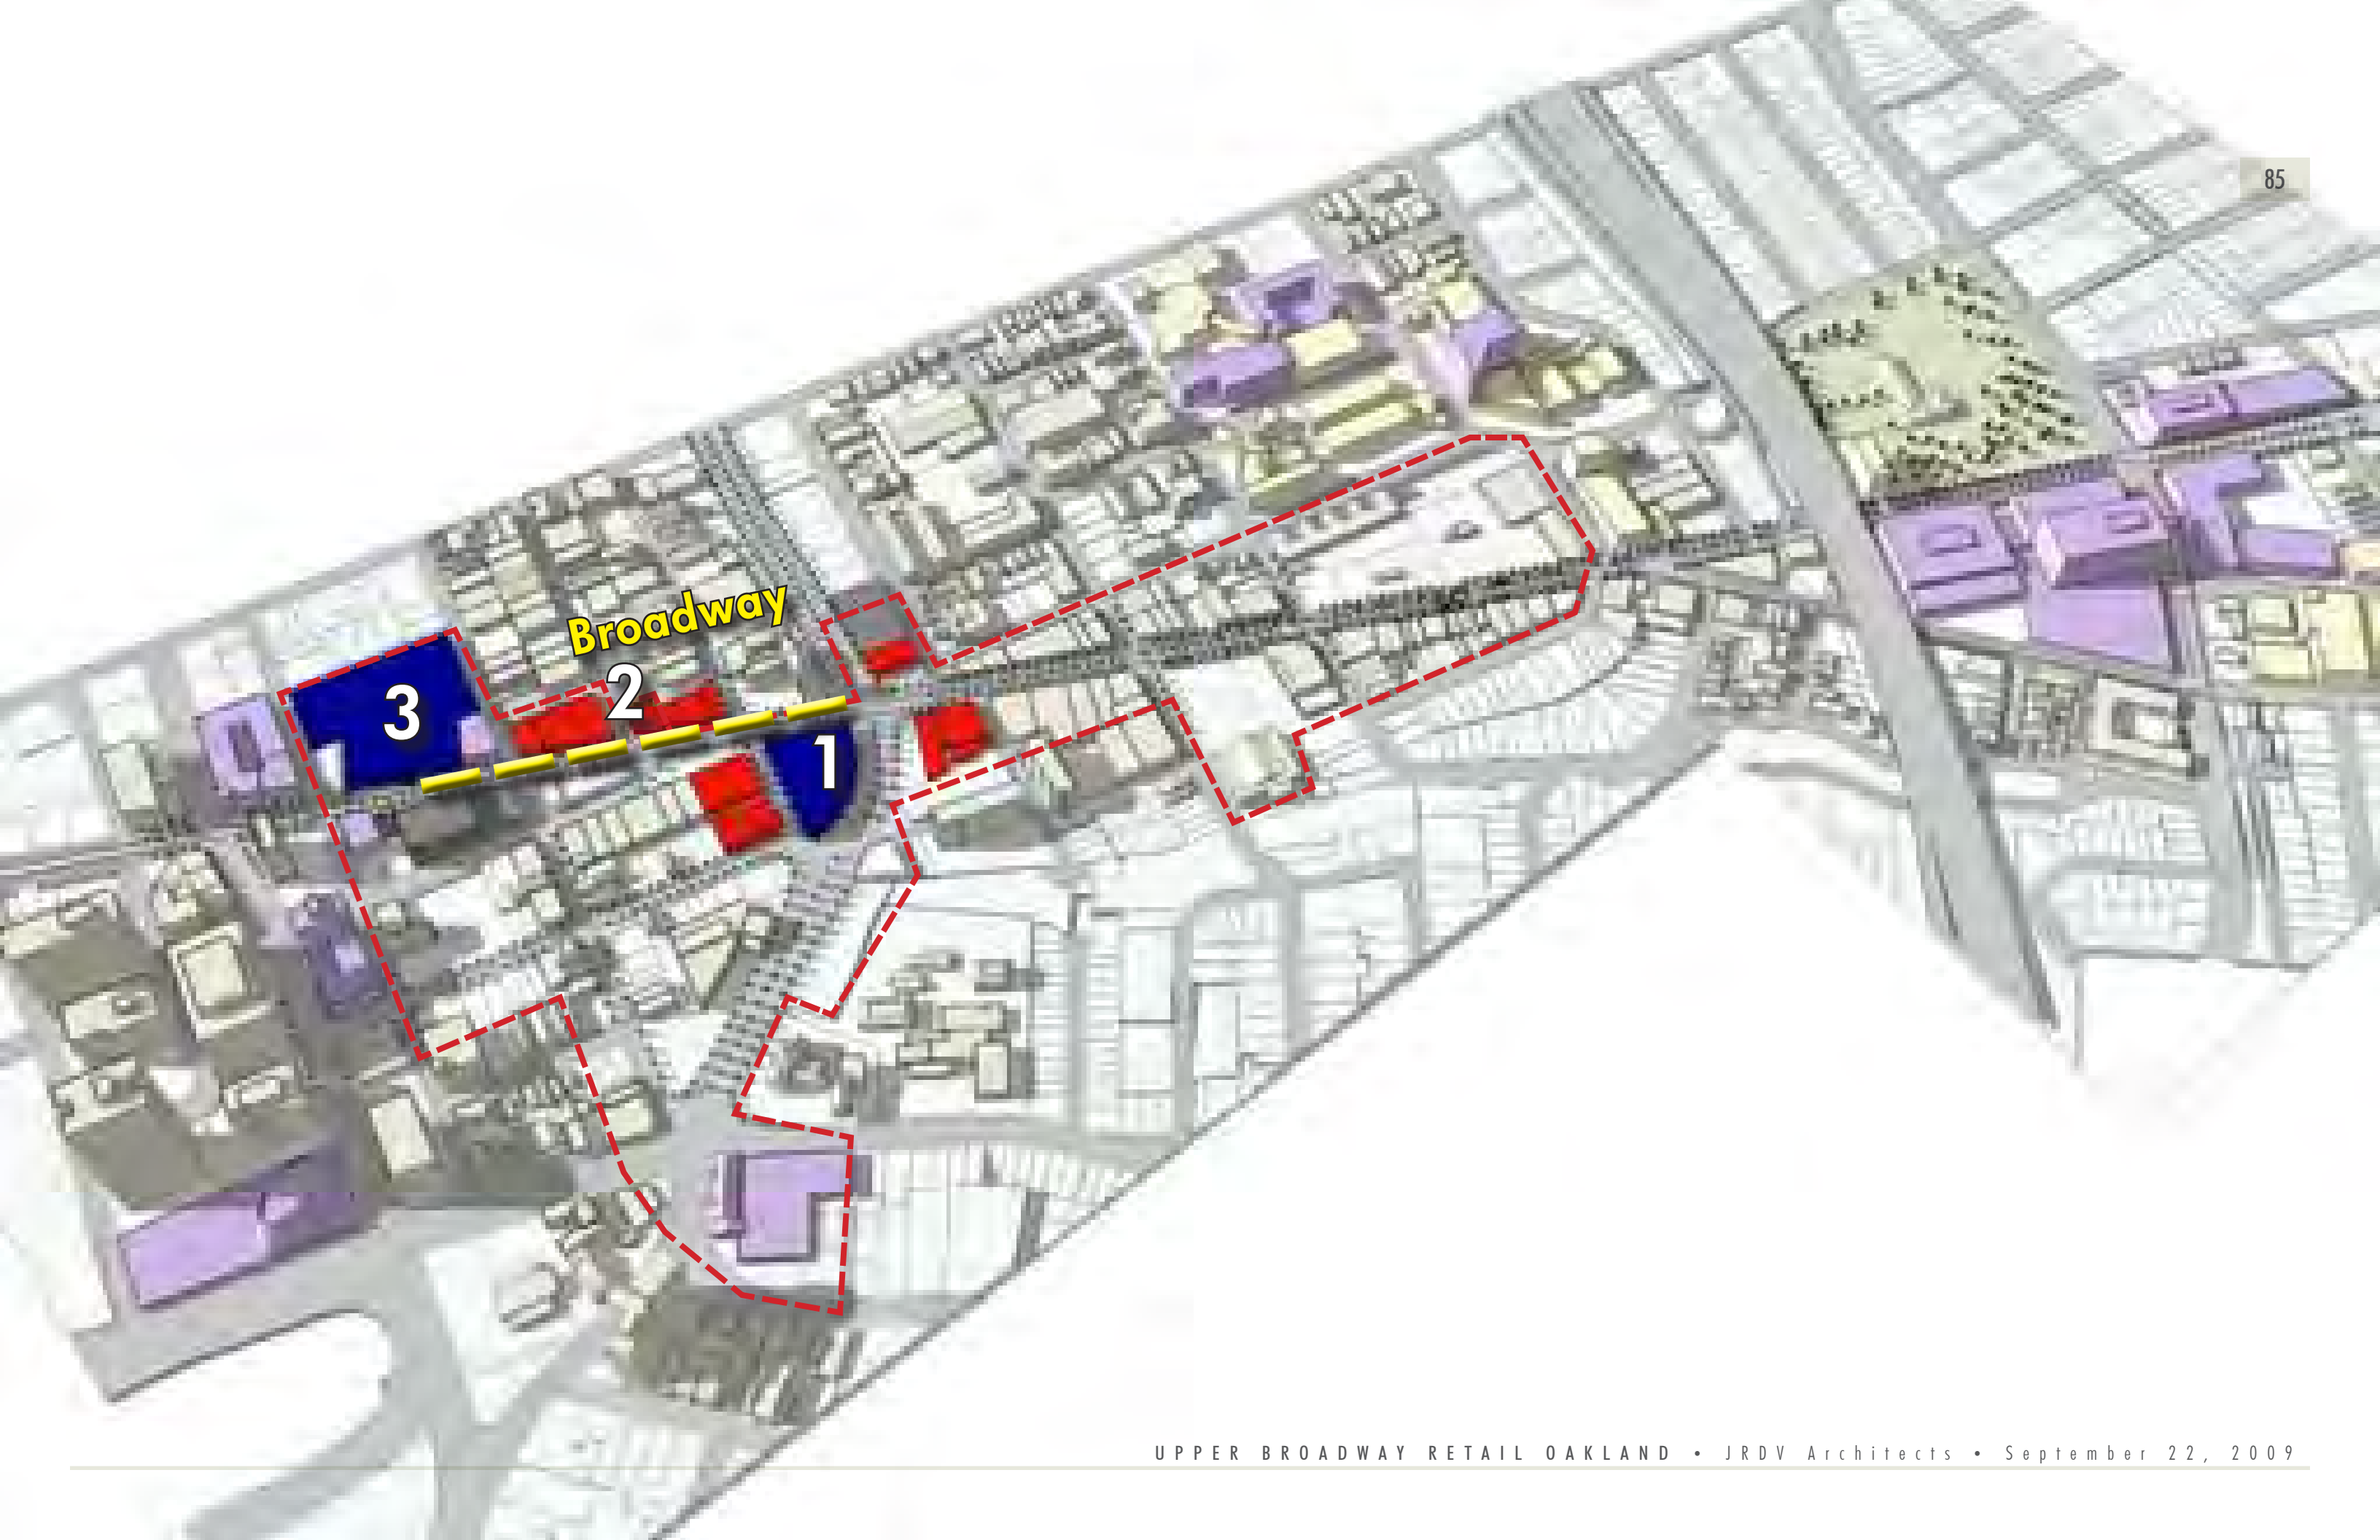 85
Broadway
2
3
1
UPPER BROADWAY RETAIL OAKLAND • JRDV Architects • September 22, 2009